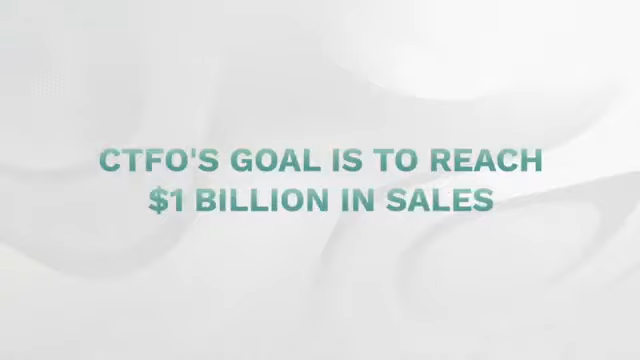 CTFO'S GOAL IS TO REACH
$1 BILLION IN SALES